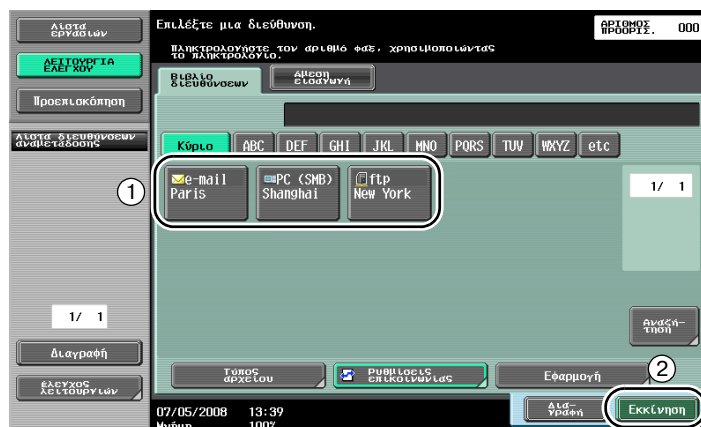 Λίστα
εργασιών
Επιλέξτε μια διεύθυνση.
ΑΡΙΘΜΟΣ
ΠΡΟΟΡΙΣ. 000
Πληκτρολογήστε τον αριθμό φαξ, χρησιμοποιώντας
το πληκτρολόγιο.
ΛΕΙΤΟΥΡΓΙΑ
ΕΛΕΓΧΟΥ
Βιβλίο
διευθύνσεων
Άμεση
εισαγωγή
Προεπισκόπηση
Λίστα διευθύνσεων
αναμετάδοσης
Κύριο ABC DEF GHI JKL MNO PQRS TUV WXYZ etc
1
e-mail
Paris
PC (SMB)
Shanghai
ftp
New York
1/ 1
1/ 1
Αναζή-
τηση
Διαγραφή
Τύπος
αρχείου
Ρυθμίσεις
επικοινωνίας
Εφαρμογή
2
έλεγχος
λειτουργιών
07/05/2008 13:39
Μνήμη 100%
Δια-
γραφή
Εκκίνηση